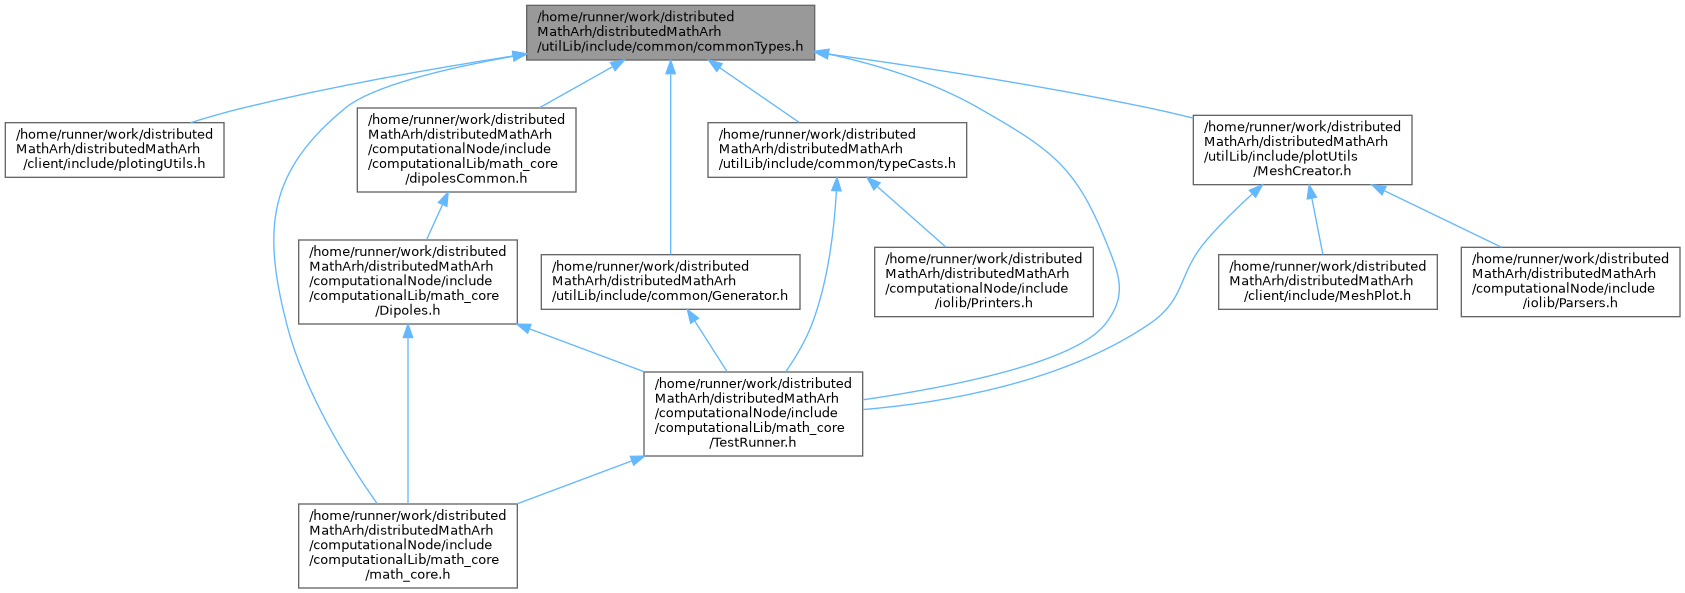 /home/runner/work/distributed
MathArh/distributedMathArh
/utilLib/include/common/commonTypes.h
/home/runner/work/distributed
MathArh/distributedMathArh
/client/include/plotingUtils.h
/home/runner/work/distributed
MathArh/distributedMathArh
/computationalNode/include
/computationalLib/math_core
/dipolesCommon.h
/home/runner/work/distributed
MathArh/distributedMathArh
/utilLib/include/common/typeCasts.h
/home/runner/work/distributed
MathArh/distributedMathArh
/utilLib/include/plotUtils
/MeshCreator.h
/home/runner/work/distributed
MathArh/distributedMathArh
/computationalNode/include
/computationalLib/math_core
/Dipoles.h
/home/runner/work/distributed
MathArh/distributedMathArh
/utilLib/include/common/Generator.h
/home/runner/work/distributed
MathArh/distributedMathArh
/computationalNode/include
/iolib/Printers.h
/home/runner/work/distributed
MathArh/distributedMathArh
/client/include/MeshPlot.h
/home/runner/work/distributed
MathArh/distributedMathArh
/computationalNode/include
/iolib/Parsers.h
/home/runner/work/distributed
MathArh/distributedMathArh
/computationalNode/include
/computationalLib/math_core
/TestRunner.h
/home/runner/work/distributed
MathArh/distributedMathArh
/computationalNode/include
/computationalLib/math_core
/math_core.h